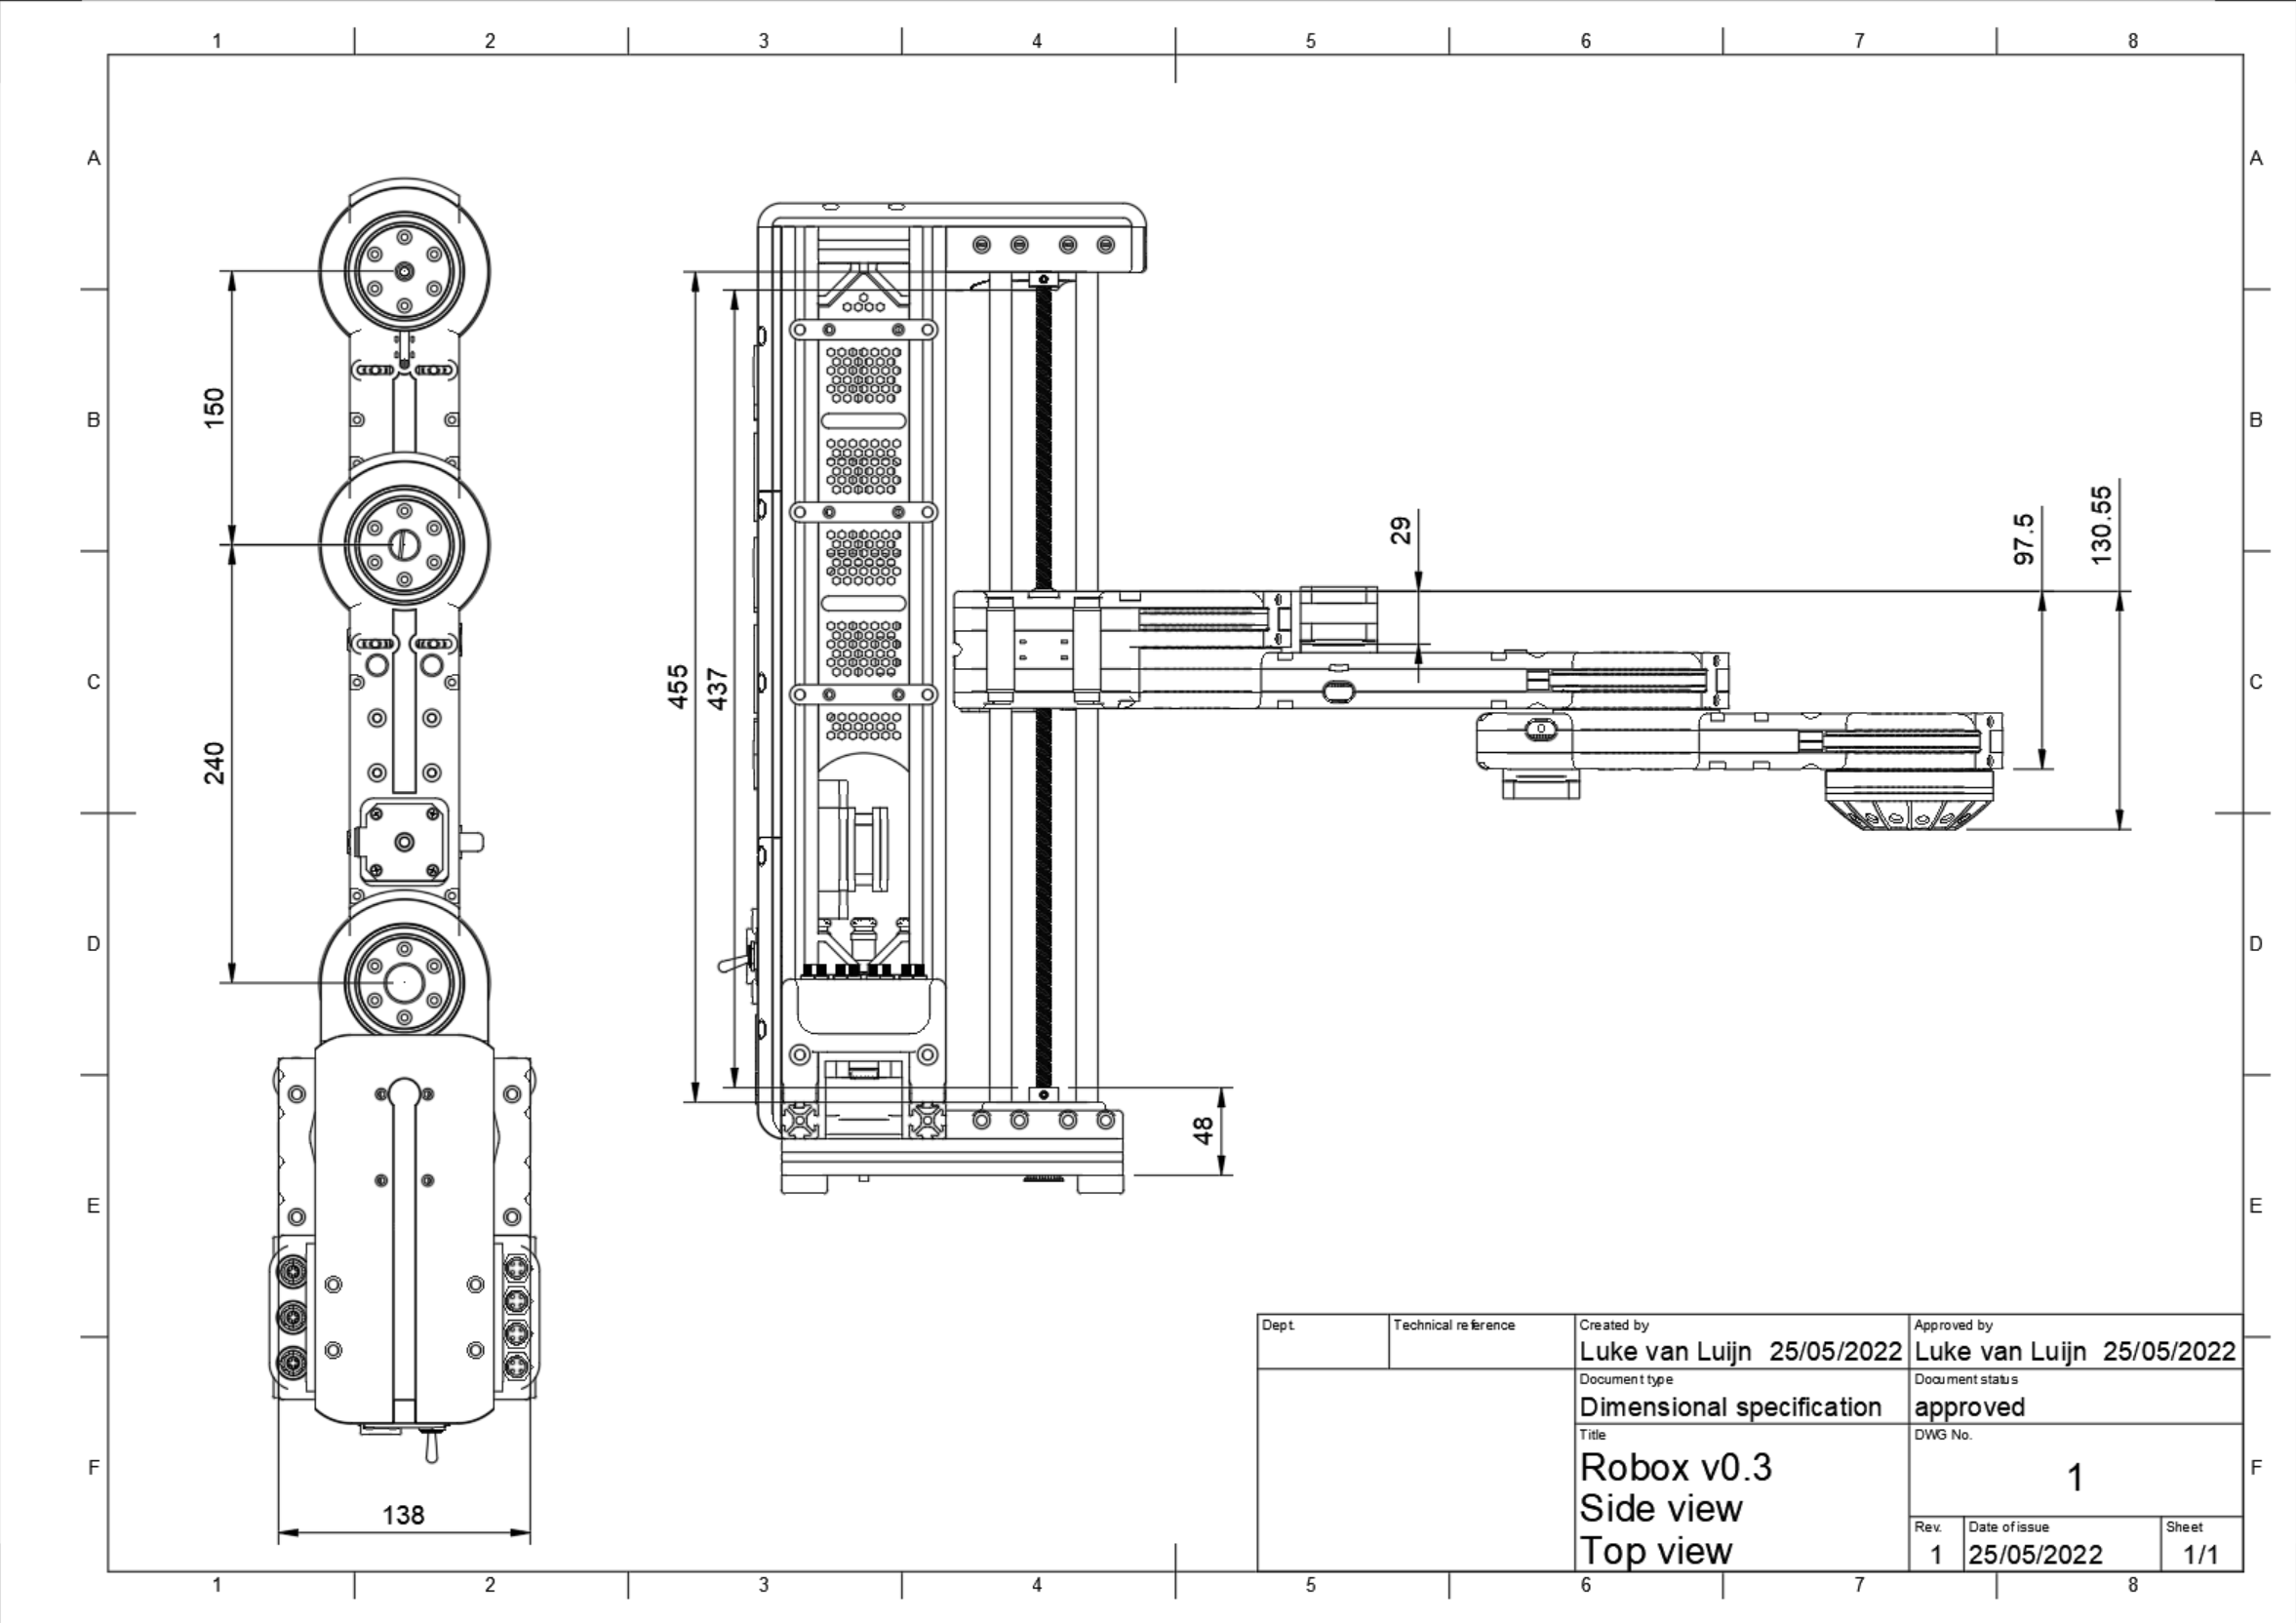 1 2 3 4 5 6 7 8
A A
B B
C C
D D
E E
F F
150
240
138
455
437
48
29
97.5
130.55
Dept.
Technical reference
Created by
Luke van Luijn 25/05/2022
Approved by
Luke van Luijn 25/05/2022
Document type
Dimensional specification
Document status
approved
Title
Robox v0.3
Side view
Top view
DWG No.
1
Rev.
1
Date of issue
25/05/2022
Sheet
1/1
1 2 3 4 5 6 7 8